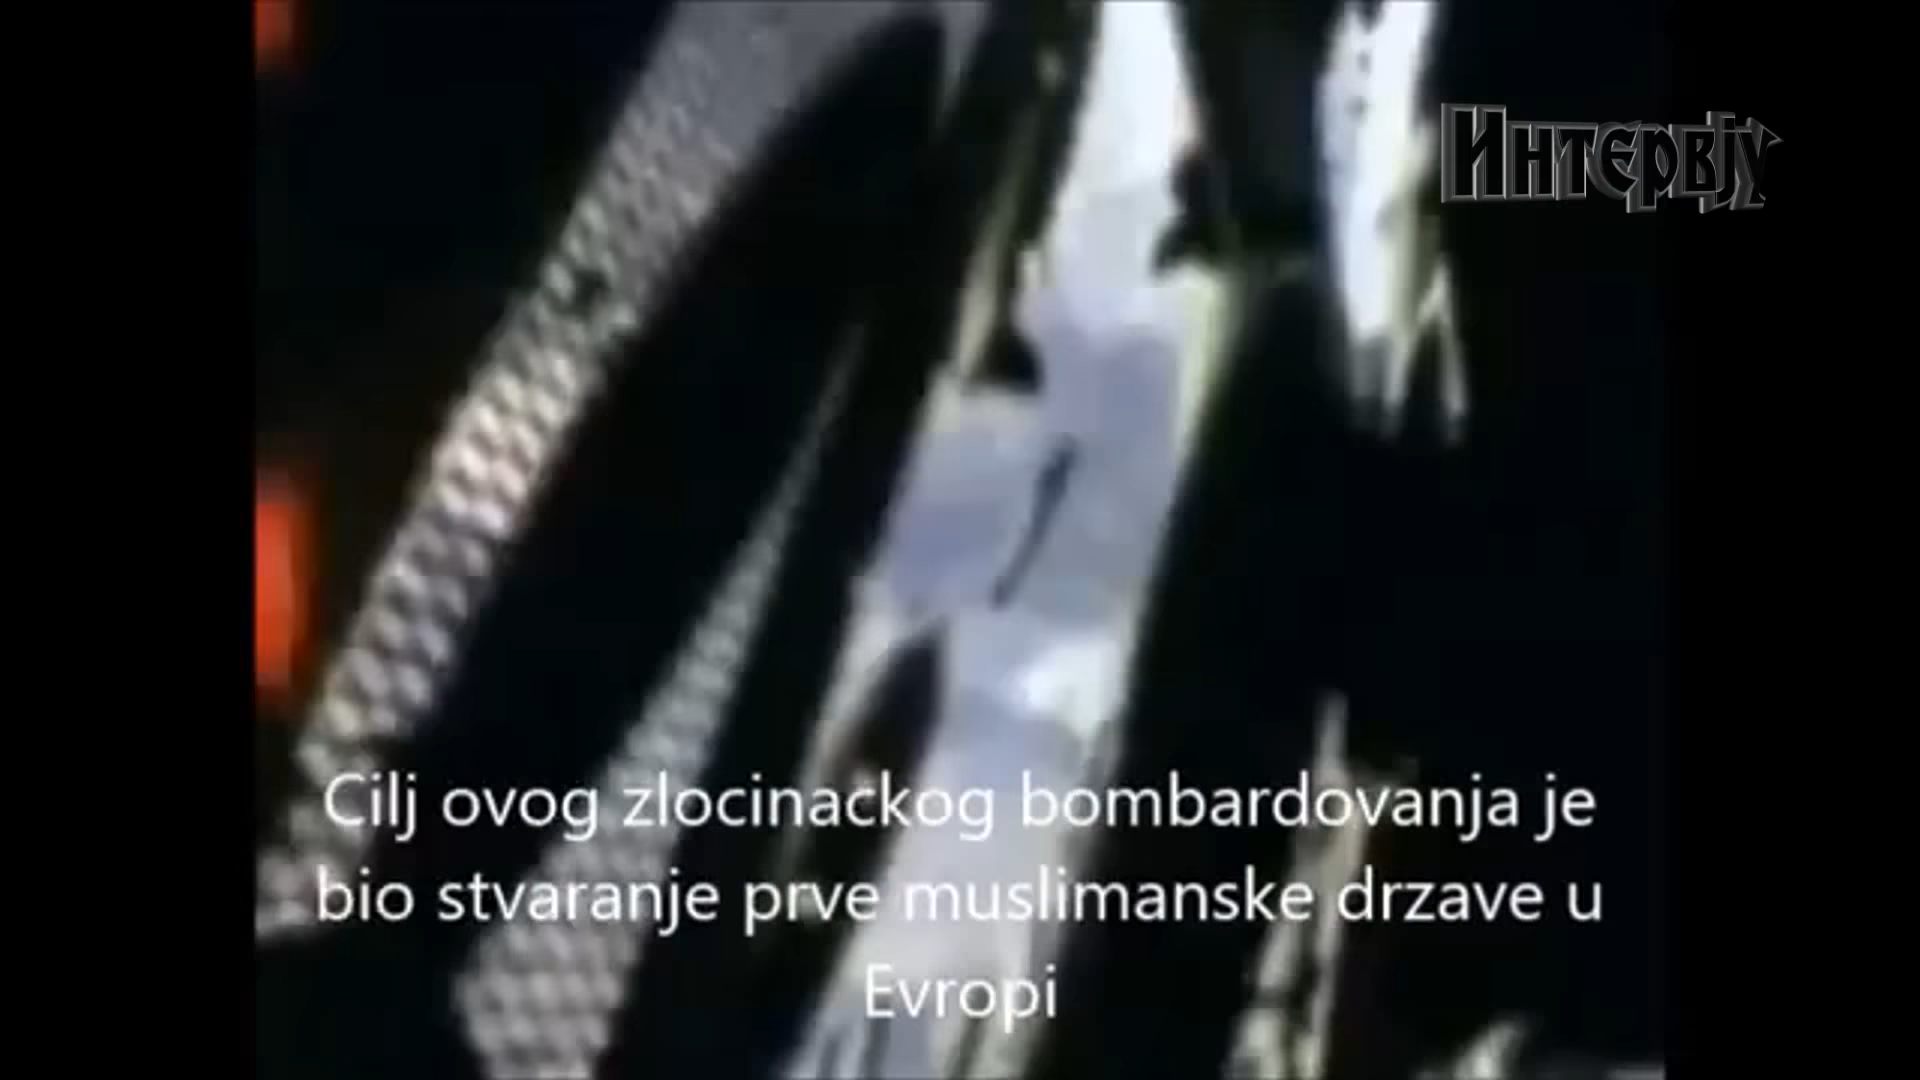 Интервју
Cilj ovog zlocinackog bombardovanja je
bio stvaranje prve muslimanske drzave u
Evropi